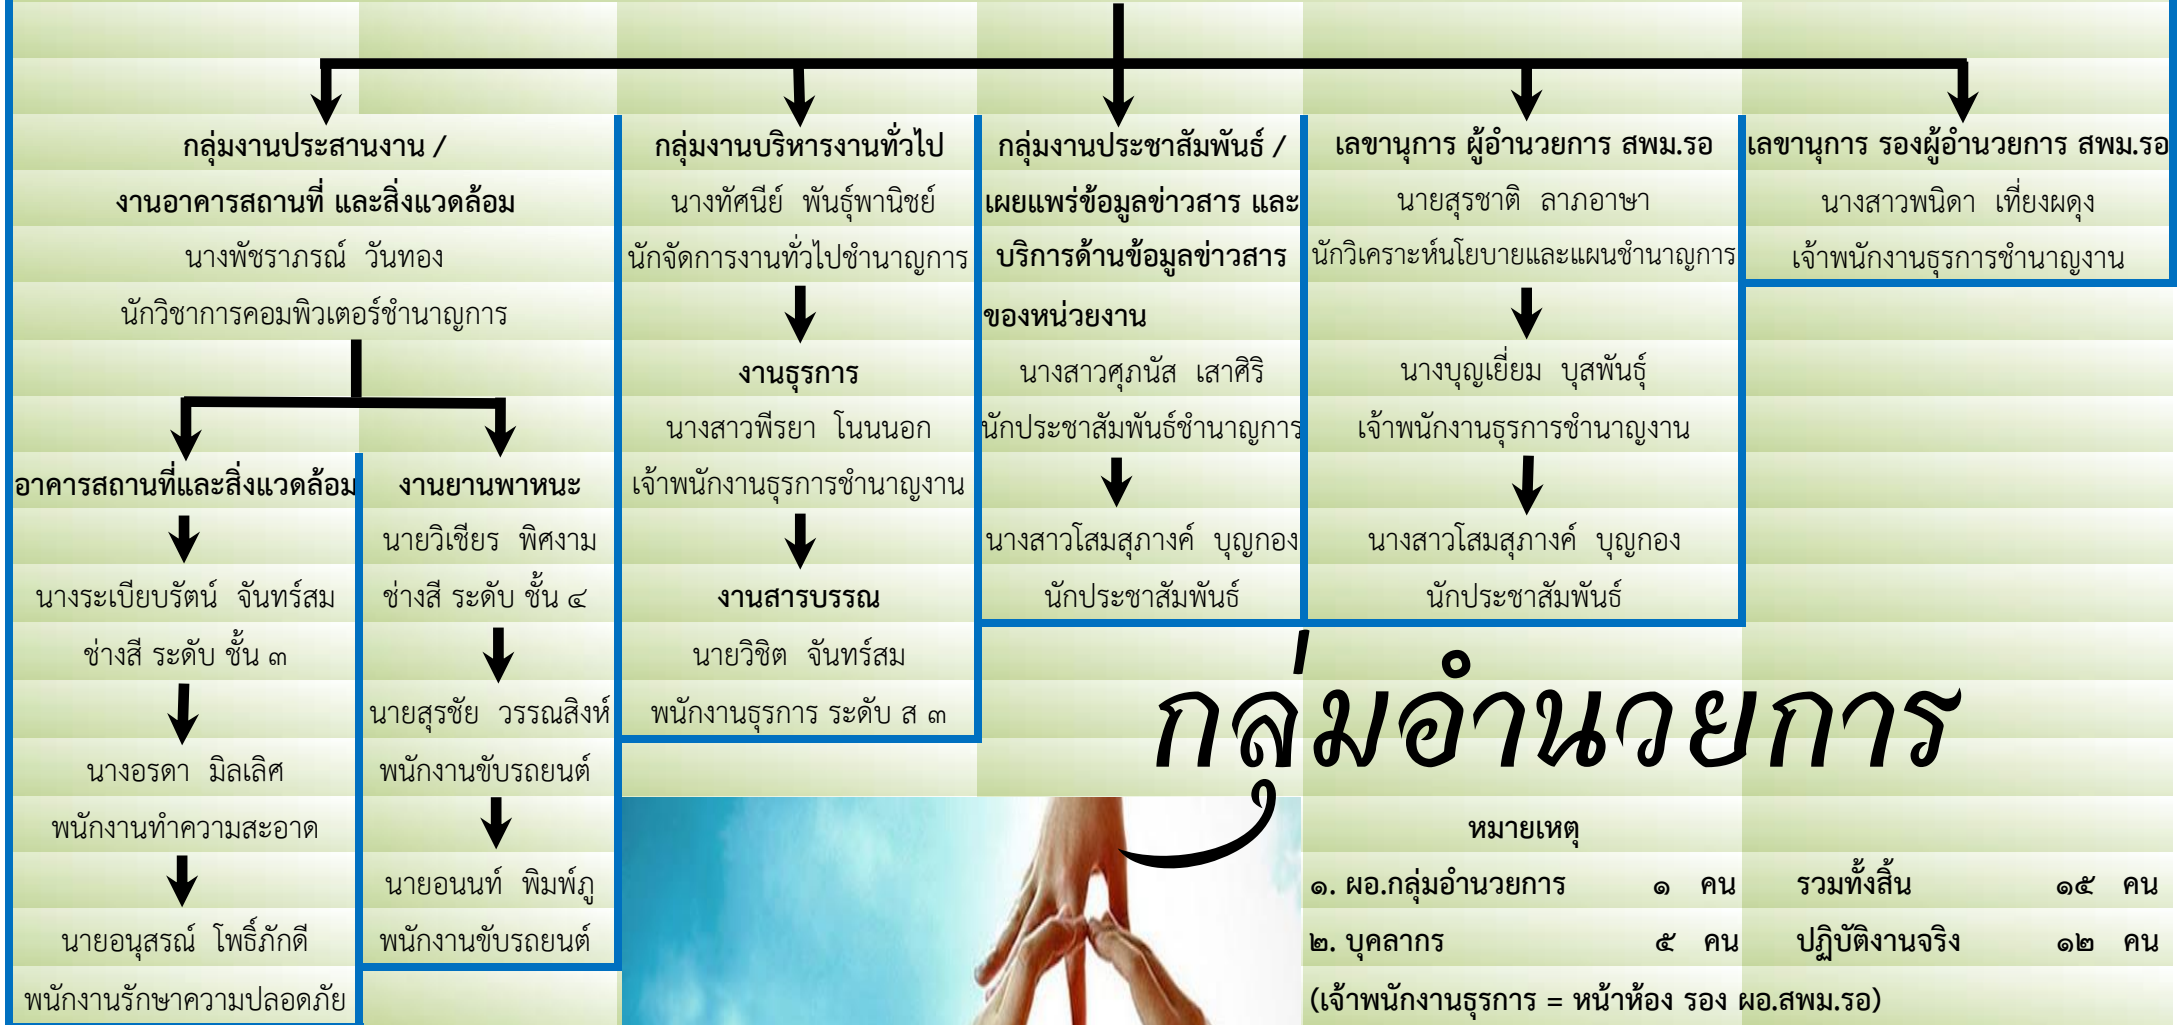 กลุ่มงานประสานงาน /
งานอาคารสถานที่ และสิ่งแวดล้อม
นางพัชราภรณ์ วันทอง
นักวิชาการคอมพิวเตอร์ชำนาญการ
อาคารสถานที่และสิ่งแวดล้อม
นางระเบียบรัตน์ จันทร์สม
ช่างสี ระดับ ชั้น ๓
นางอรดา มิลเลิศ
พนักงานทำความสะอาด
นายอนุสรณ์ โพธิ์ภักดี
พนักงานรักษาความปลอดภัย
งานยานพาหนะ
นายวิเชียร พิศงาม
ช่างสี ระดับ ชั้น ๔
นายสุรชัย วรรณสิงห์
พนักงานขับรถยนต์
นายอนนท์ พิมพ์ภู
พนักงานขับรถยนต์
กลุ่มงานบริหารงานทั่วไป
นางทัศนีย์ พันธุ์พานิชย์
นักจัดการงานทั่วไปชำนาญการ
งานธุรการ
นางสาวพีรยา โนนนอก
เจ้าพนักงานธุรการชำนาญงาน
งานสารบรรณ
นายวิชิต จันทร์สม
พนักงานธุรการ ระดับ ส ๓
กลุ่มงานประชาสัมพันธ์ /
เผยแพร่ข้อมูลข่าวสาร และ
บริการด้านข้อมูลข่าวสาร
ของหน่วยงาน
นางสาวศุภนัส เสาศิริ
นักประชาสัมพันธ์ชำนาญการ
นางสาวโสมสุภางค์ บุญกอง
นักประชาสัมพันธ์
เลขานุการ ผู้อำนวยการ สพม.รอ
นายสุรชาติ ลาภอาษา
นักวิเคราะห์นโยบายและแผนชำนาญการ
นางบุญเยี่ยม บุสพันธุ์
เจ้าพนักงานธุรการชำนาญงาน
นางสาวโสมสุภางค์ บุญกอง
นักประชาสัมพันธ์
เลขานุการ รองผู้อำนวยการ สพม.รอ
นางสาวพนิดา เที่ยงผดุง
เจ้าพนักงานธุรการชำนาญงาน
กลุ่มอำนวยการ
หมายเหตุ
๑. ผอ.กลุ่มอำนวยการ ๑ คน รวมทั้งสิ้น ๑๕ คน
๒. บุคลากร ๕ คน ปฏิบัติงานจริง ๑๒ คน
(เจ้าพนักงานธุรการ = หน้าห้อง รอง ผอ.สพม.รอ)